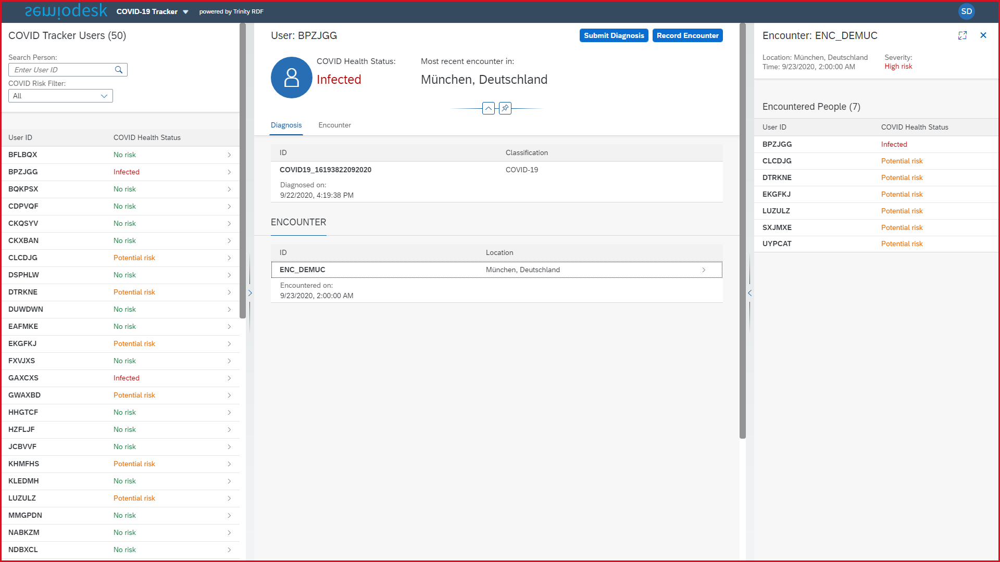 semiodesk COVID-19 Tracker powered by Trinity RDF SD
COVID Tracker Users (50)
Search Person:
Enter User ID
COVID Risk Filter:
All
User ID COVID Health Status
BFLBQX No risk
BPZJGG Infected
BQKPSX No risk
CDPVQF No risk
CKQSYV No risk
CKXBAN No risk
CLCDJG Potential risk
DSPHLW No risk
DTRKNE Potential risk
DUWDWN No risk
EAFMKE No risk
EKGFKJ Potential risk
FXVJXS No risk
GAXCXS Infected
GWAXBD Potential risk
HHGTCF No risk
HZFLJF No risk
JCBVVF No risk
KHMFHS Potential risk
KLEDMH No risk
LUZULZ Potential risk
MMGPDN No risk
NABKZM No risk
NDBXCL No risk
User: BPZJGG
Submit Diagnosis Record Encounter
COVID Health Status:
Infected
Most recent encounter in:
München, Deutschland
Diagnosis Encounter
ID Classification
COVID19_16193822092020 COVID-19
Diagnosed on:
9/22/2020, 4:19:38 PM
ENCOUNTER
ID Location
ENC_DEMUC München, Deutschland
Encountered on:
9/23/2020, 2:00:00 AM
Encounter: ENC_DEMUC
Location: München, Deutschland
Time: 9/23/2020, 2:00:00 AM
Severity:
High risk
Encountered People (7)
User ID COVID Health Status
BPZJGG Infected
CLCDJG Potential risk
DTRKNE Potential risk
EKGFKJ Potential risk
LUZULZ Potential risk
SXJMXE Potential risk
UYPCAT Potential risk